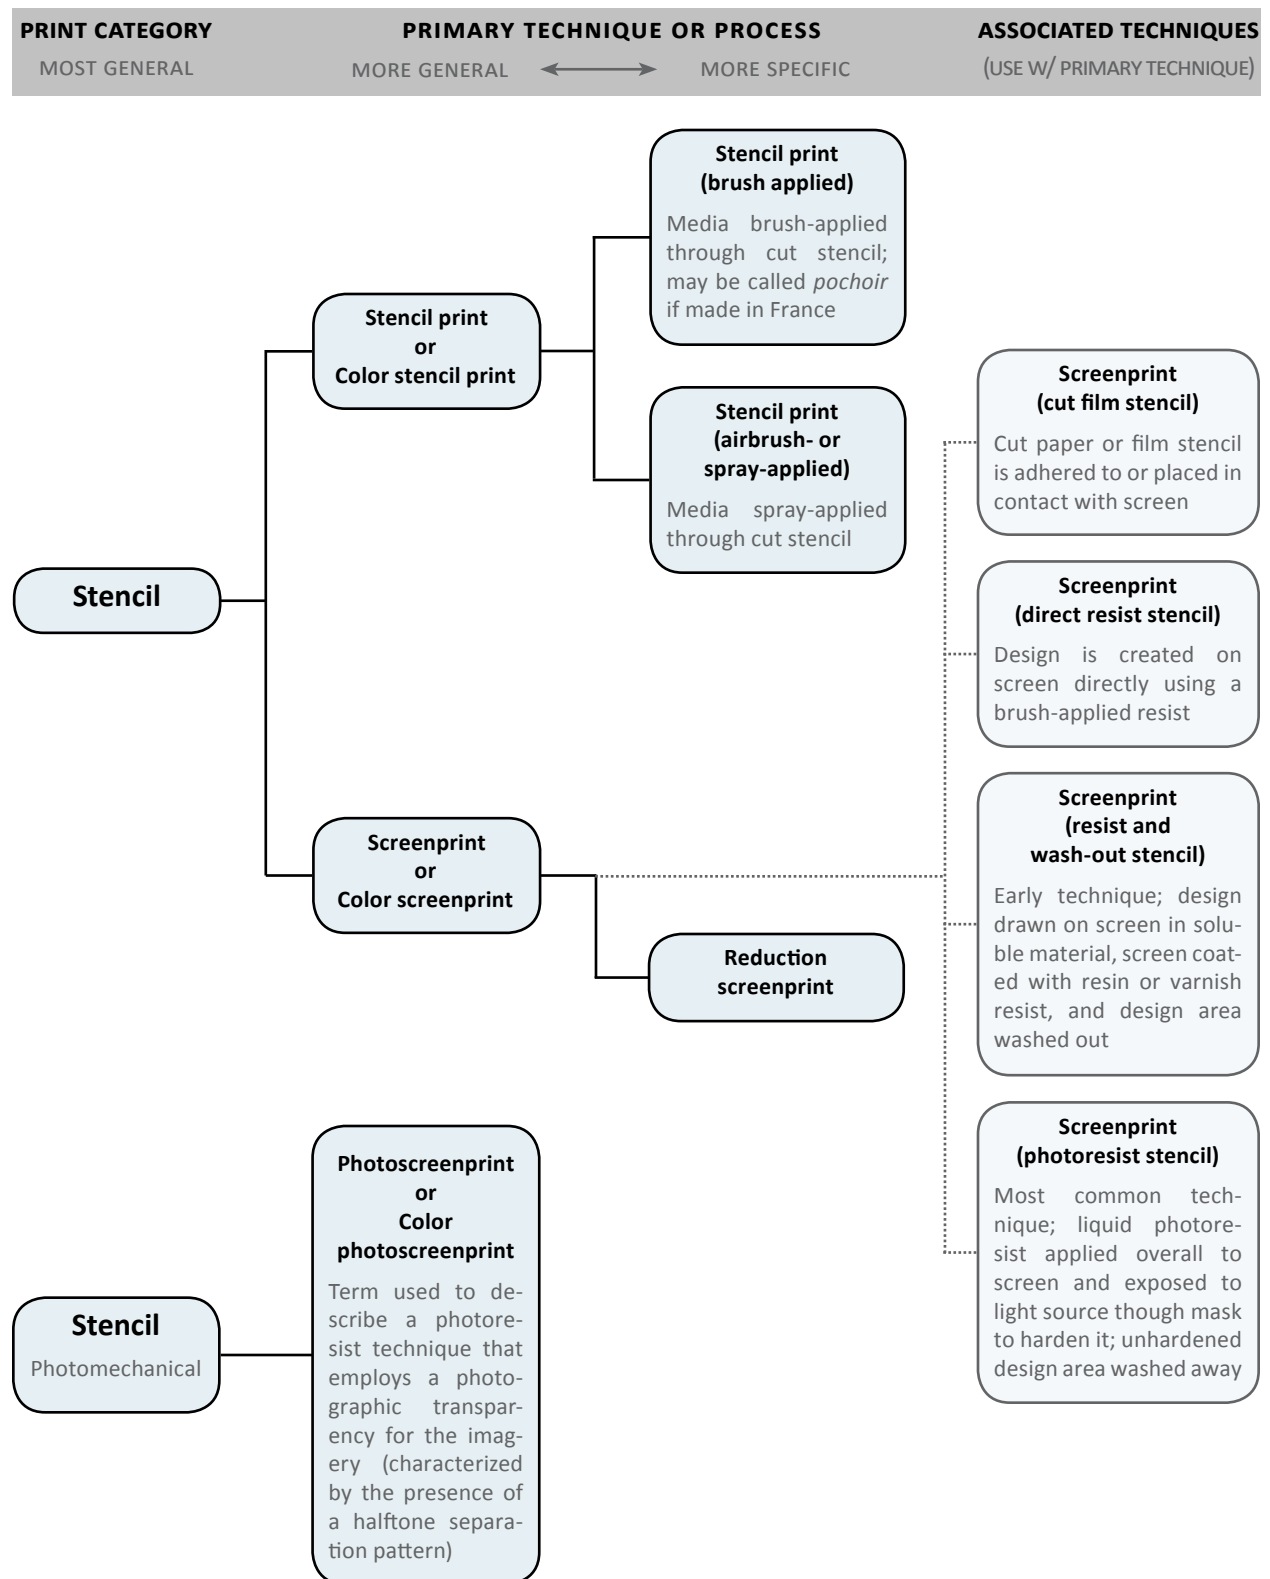 PRINT CATEGORY
MOST GENERAL
PRIMARY TECHNIQUE OR PROCESS
MORE GENERAL
MORE SPECIFIC
ASSOCIATED TECHNIQUES
(USE W/ PRIMARY TECHNIQUE)
Stencil
Stencil print
or
Color stencil print
Stencil print
(brush applied)
Media brush-applied
through cut stencil;
may be called pochoir
if made in France
Stencil print
(airbrush- or
spray-applied)
Media spray-applied
through cut stencil
Screenprint
or
Color screenprint
Reduction
screenprint
Screenprint
(cut film stencil)
Cut paper or film stencil
is adhered to or placed in
contact with screen
Screenprint
(direct resist stencil)
Design is created on
screen directly using a
brush-applied resist
Screenprint
(resist and
wash-out stencil)
Early technique; design
drawn on screen in solu-
ble material, screen coat-
ed with resin or varnish
resist, and design area
washed out
Screenprint
(photoresist stencil)
Most common tech-
nique; liquid photore-
sist applied overall to
screen and exposed to
light source though mask
to harden it; unhardened
design area washed away
Stencil
Photomechanical
Photoscreenprint
or
Color
photoscreenprint
Term used to de-
scribe a photore-
sist technique that
employs a photo-
graphic transpar-
ency for the imag-
ery (characterized
by the presence of
a halftone separa-
tion pattern)